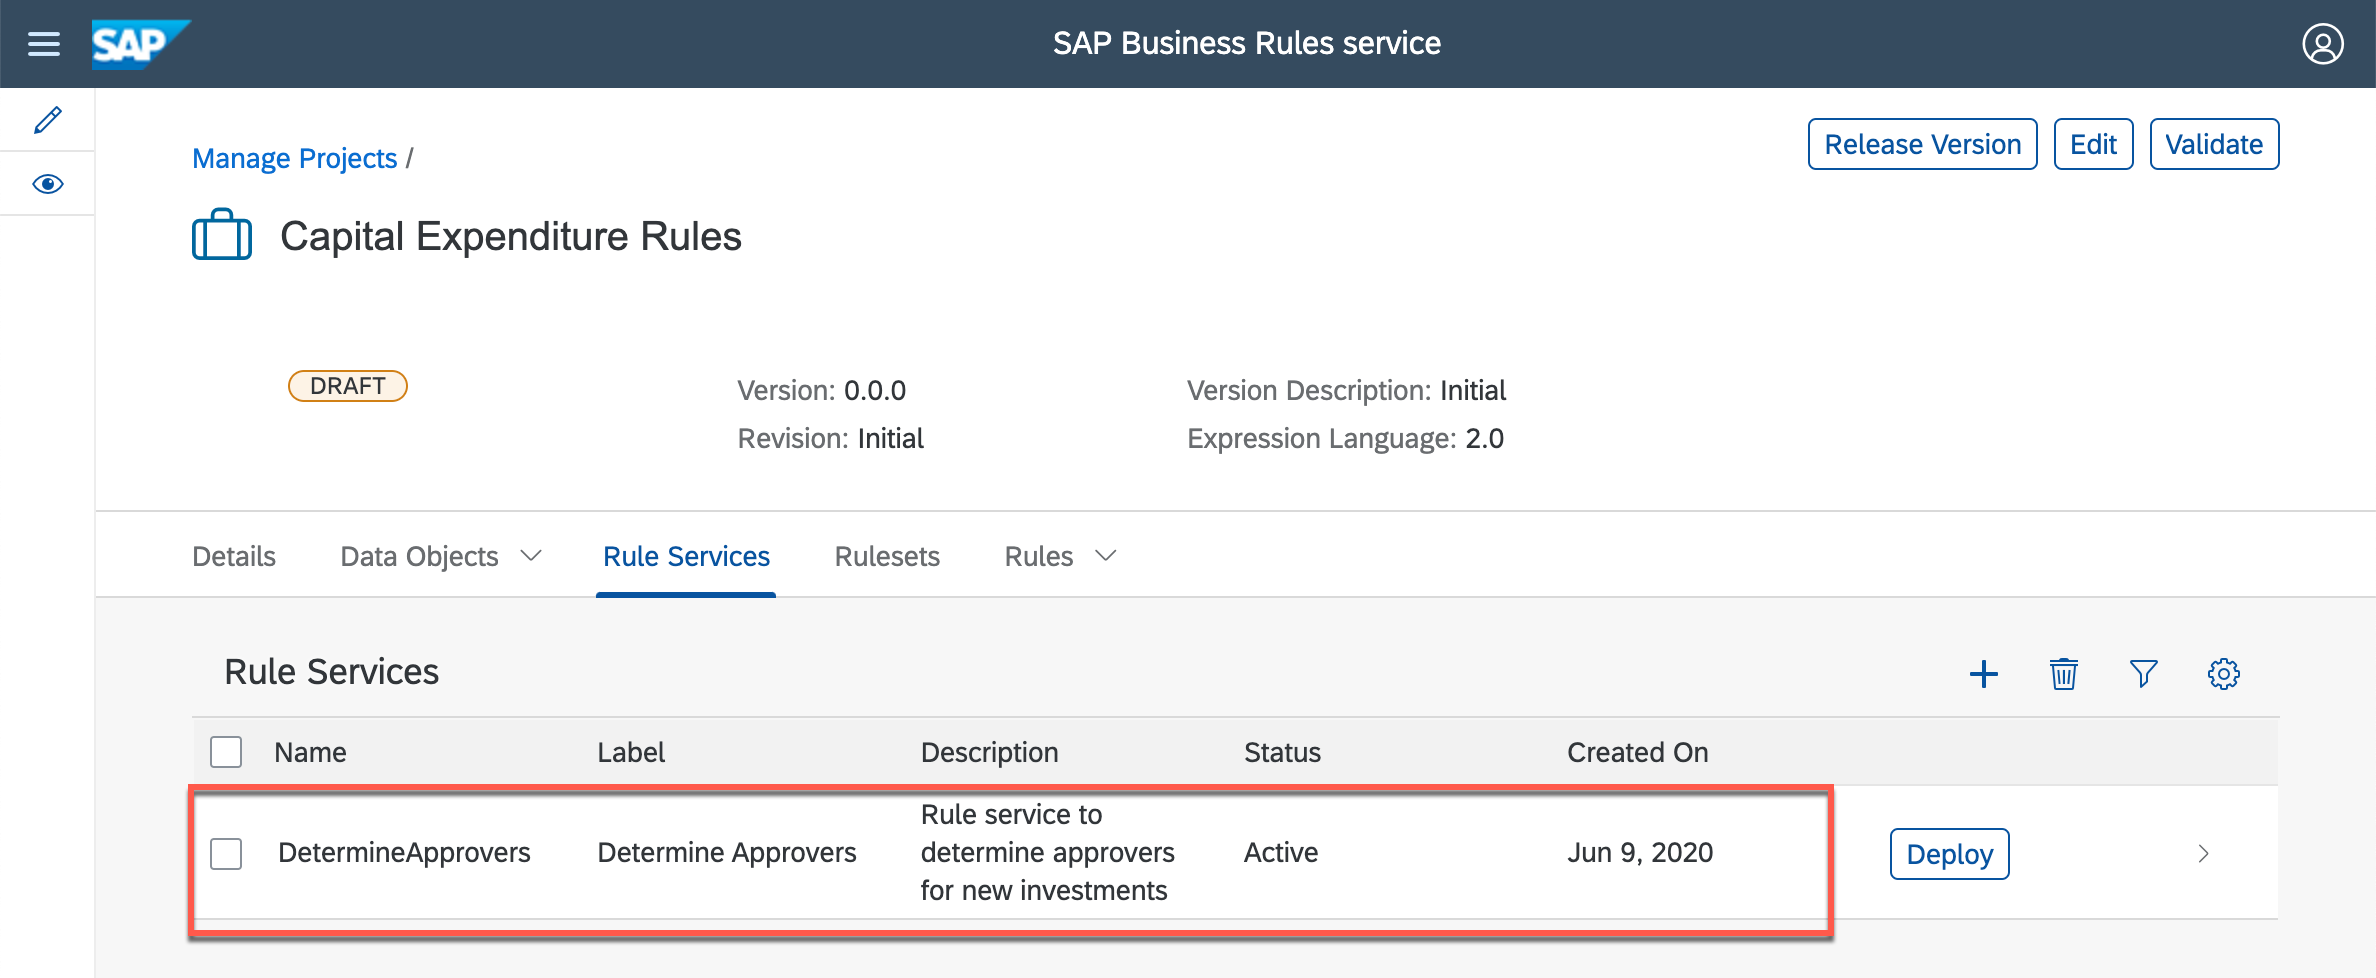 SAP
SAP Business Rules service
Manage Projects /
Release Version
Edit
Validate
Capital Expenditure Rules
DRAFT
Version: 0.0.0
Version Description: Initial
Revision: Initial
Expression Language: 2.0
Details
Data Objects
Rule Services
Rulesets
Rules
Rule Services
Name
Label
Description
Status
Created On
DetermineApprovers
Determine Approvers
Rule service to
determine approvers
for new investments
Active
Jun 9, 2020
Deploy